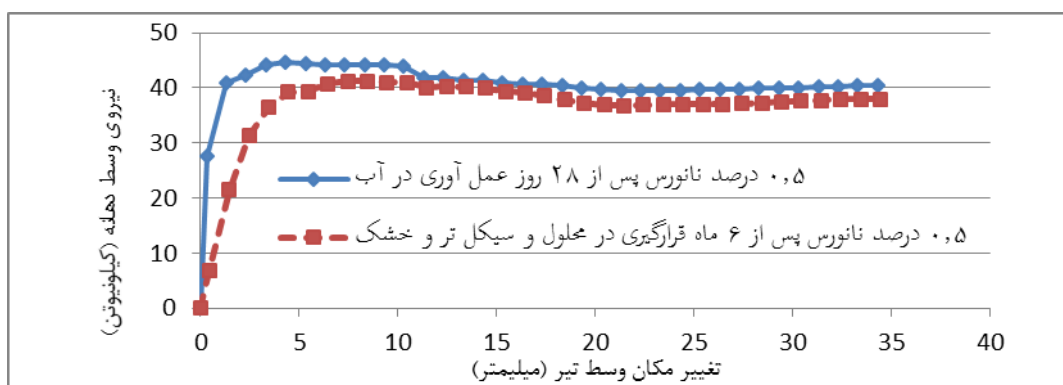 50
40
30
20
10
0
نیروی وسط دهانه (کیلونیوتن)
۰,۵ درصد نانورس پس از ۲۸ روز عمل آوری در آب
۰,۵ درصد نانورس پس از ۶ ماه قرارگیری در محلول و سیکل تر و خشک
0 5 10 15 20 25 30 35 40
تغییر مکان وسط تیر (میلیمتر)